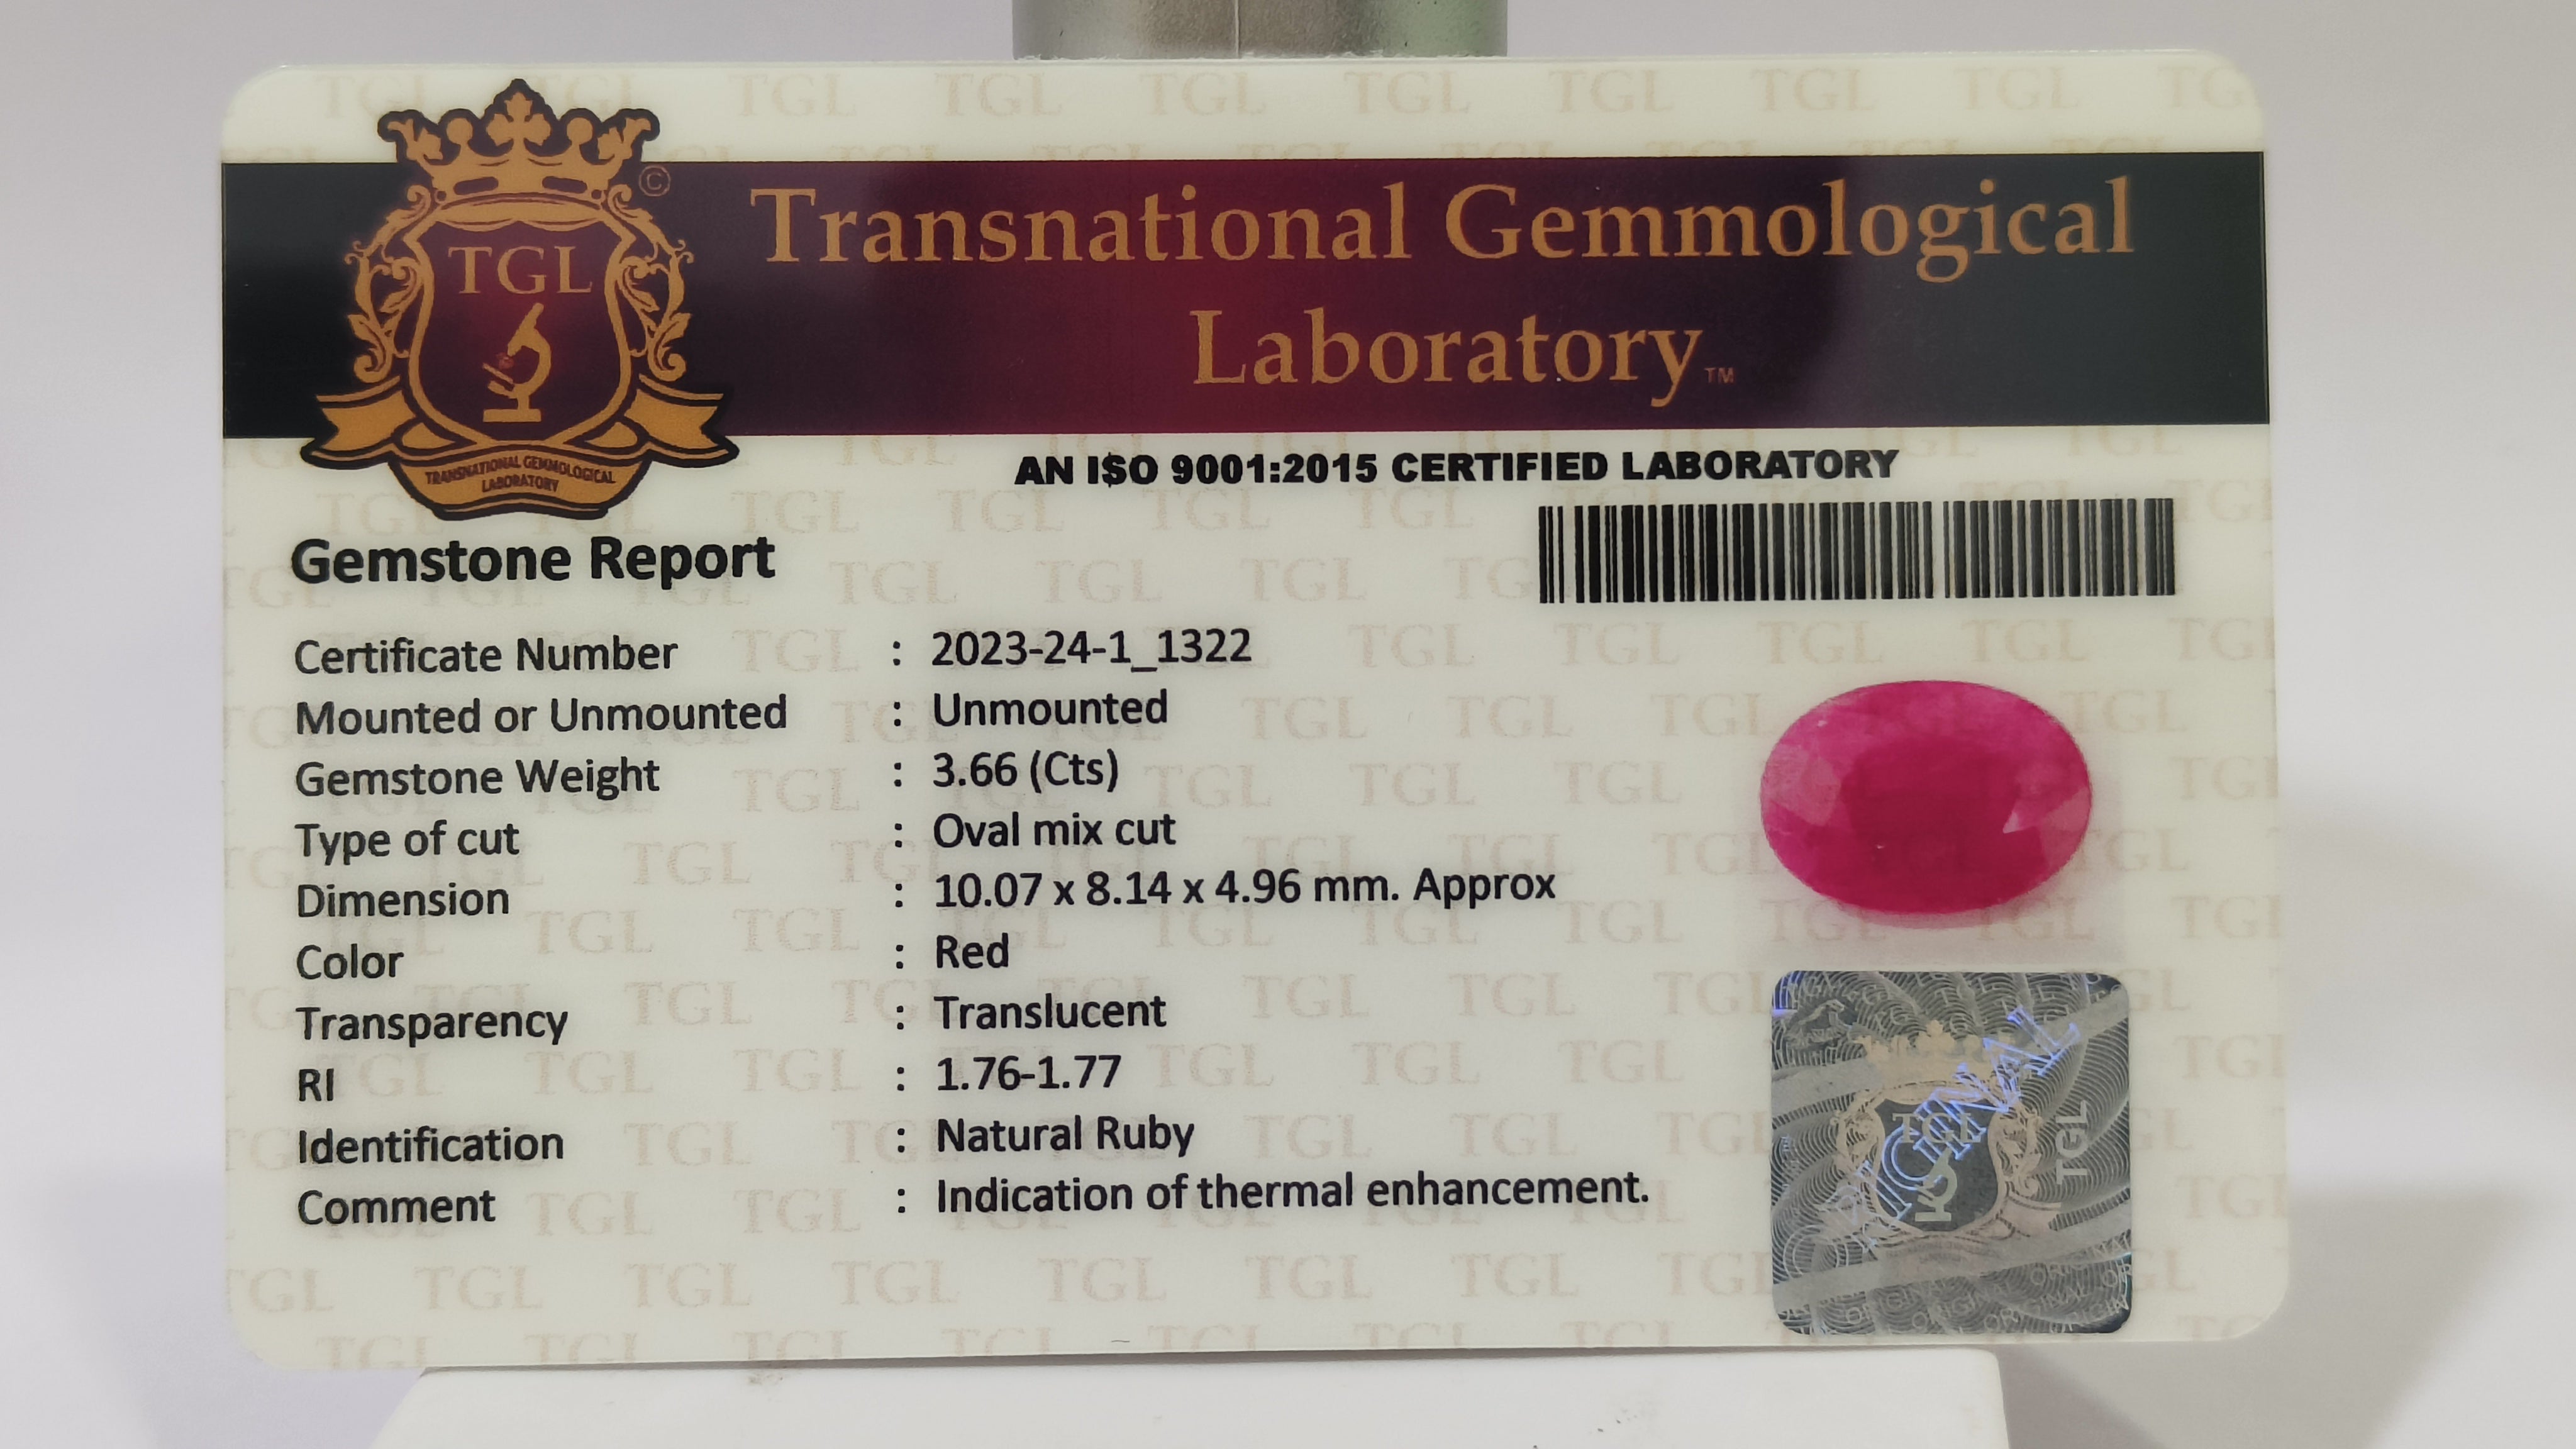 TGL
©
TRANSNATIONAL GEMMOLOGICAL
LABORATORY
Transnational Gemmological
Laboratory™
AN ISO 9001:2015 CERTIFIED LABORATORY
Gemstone Report
Certificate Number : 2023-24-1_1322
Mounted or Unmounted : Unmounted
Gemstone Weight : 3.66 (Cts)
Type of cut : Oval mix cut
Dimension : 10.07 x 8.14 x 4.96 mm. Approx
Color : Red
Transparency : Translucent
RI : 1.76-1.77
Identification : Natural Ruby
Comment : Indication of thermal enhancement.
ORIGINAL
TGL
TGL